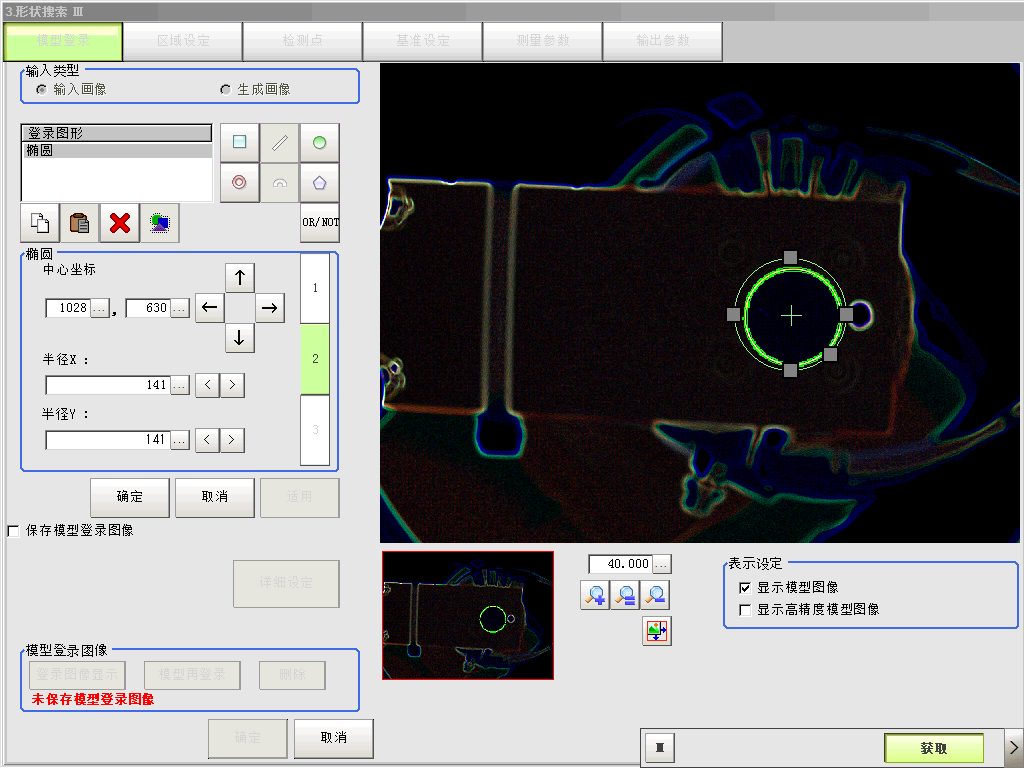 3.形状搜索 Ⅲ
模型登录 区域设定 检测点 基准设定 测量参数 输出参数
输入类型
输入画像 生成画像
登录图形
椭圆
OR/NOT
椭圆
中心坐标
1028 ... , 630 ...
1
2
3
半径X :
141 ...
半径Y :
141 ...
确定 取消 适用
保存模型登录图像
详细设定
模型登录图像
登录图像显示 模型再登录 删除
未保存模型登录图像
确定 取消
40.000 ...
表示设定
显示模型图像
显示高精度模型图像
获取